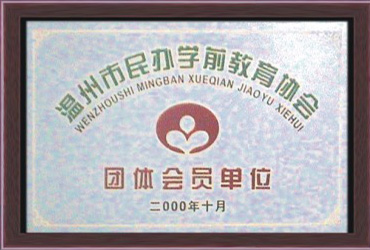 温州市民办学前教育协会
WENZHOUSHI MINGBAN XUEQIAN JIAOYU XIEHUI
团体会员单位
二000年十月